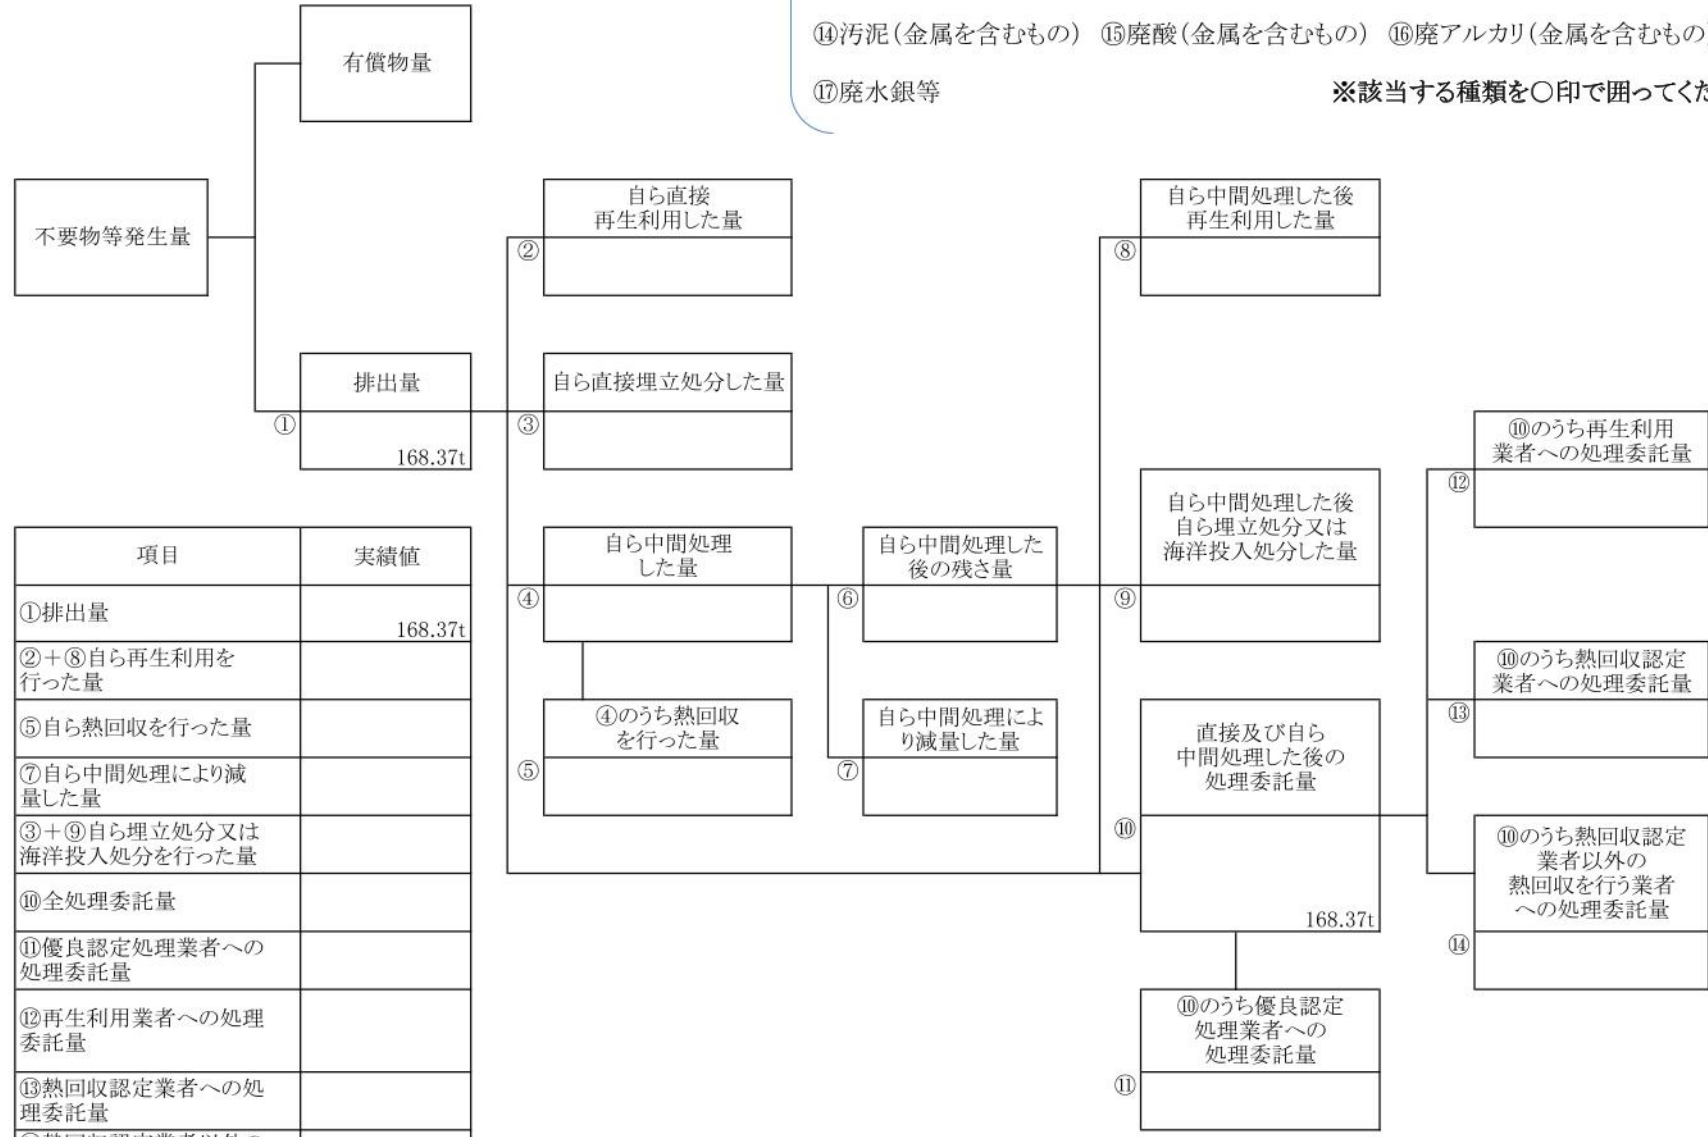 ⑭汚泥（金属を含むもの） ⑮廃酸（金属を含むもの） ⑯廃アルカリ（金属を含むもの
⑰廃水銀等
※該当する種類を○印で囲ってくだ
有償物量
不要物等発生量
排出量
①
168.37t
自ら直接
再生利用した量
②
自ら直接埋立処分した量
③
自ら中間処理
した量
④
④のうち熱回収
を行った量
⑤
自ら中間処理した
後の残さ量
⑥
自ら中間処理によ
り減量した量
⑦
自ら中間処理した後
再生利用した量
⑧
自ら中間処理した後
自ら埋立処分又は
海洋投入処分した量
⑨
直接及び自ら
中間処理した後の
処理委託量
⑩
168.37t
⑩のうち優良認定
処理業者への
処理委託量
⑪
⑩のうち再生利用
業者への処理委託量
⑫
⑩のうち熱回収認定
業者への処理委託量
⑬
⑩のうち熱回収認定
業者以外の
熱回収を行う業者
への処理委託量
⑭
項目 実績値
①排出量
168.37t
②＋⑧自ら再生利用を
行った量
⑤自ら熱回収を行った量
⑦自ら中間処理により減
量した量
③＋⑨自ら埋立処分又は
海洋投入処分を行った量
⑩全処理委託量
⑪優良認定処理業者への
処理委託量
⑫再生利用業者への処理
委託量
⑬熱回収認定業者への処
理委託量